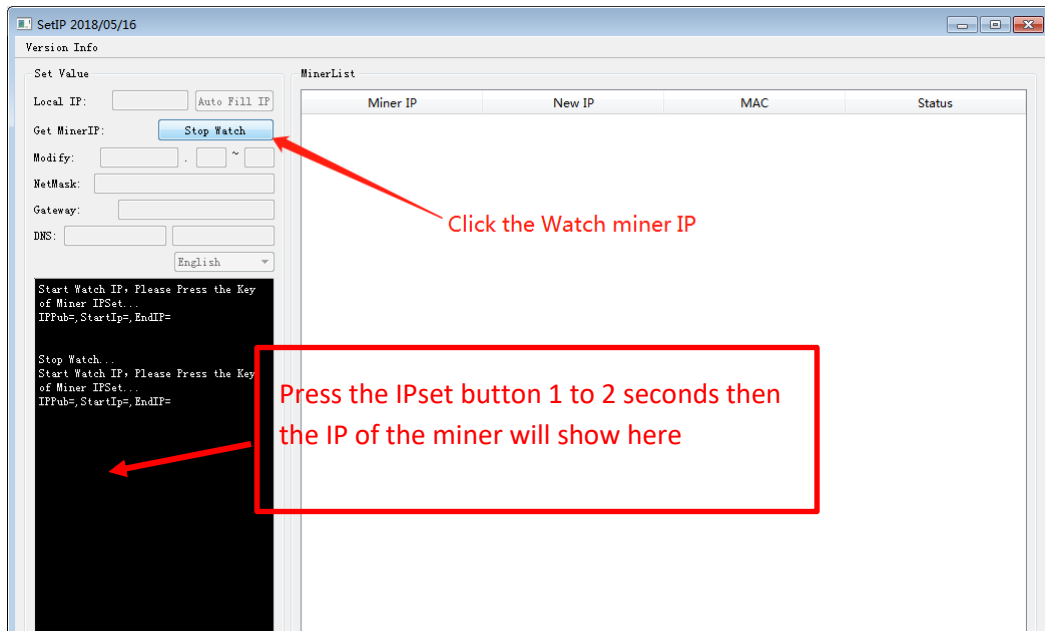 SetIP 2018/05/16
Version Info
Set Value
Local IP:
Auto Fill IP
Get MinerIP:
Stop Watch
Modify: . ~
NetMask:
Gateway:
DNS:
English
MinerList
Miner IP New IP MAC Status
Click the Watch miner IP
Start Watch IP, Please Press the Key
of Miner IPSet...
IPPub=,StartIp=,EndIP=
Stop Watch...
Start Watch IP, Please Press the Key
of Miner IPSet...
IPPub=,StartIp=,EndIP=
Press the IPset button 1 to 2 seconds then
the IP of the miner will show here